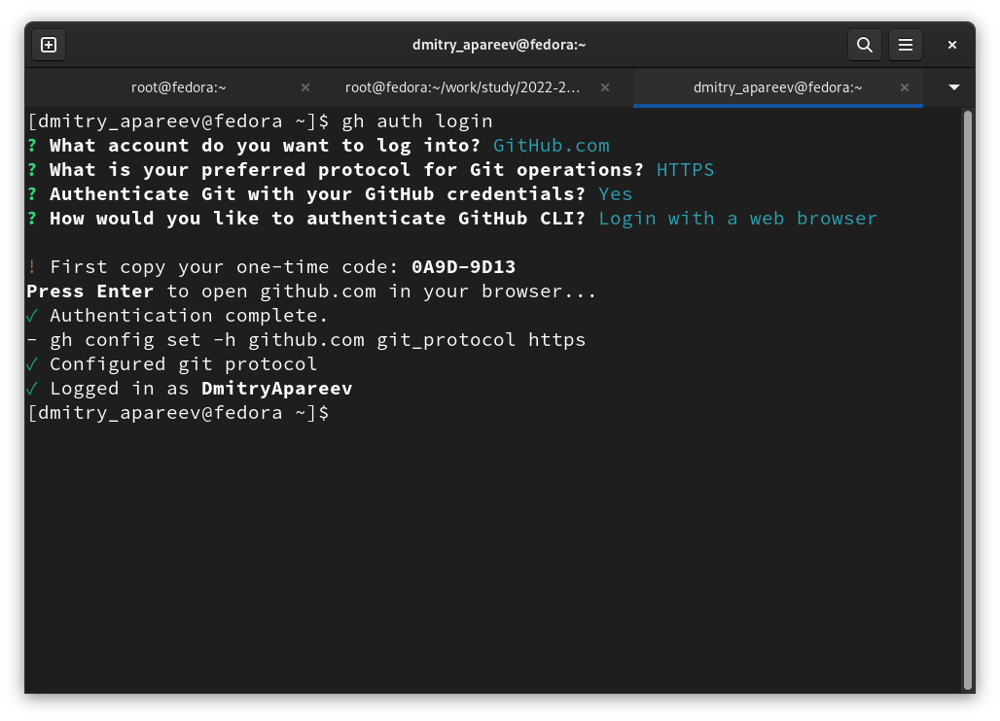 dmitry_apareev@fedora:~
root@fedora:~
root@fedora:~/work/study/2022-2...
dmitry_apareev@fedora:~
[dmitry_apareev@fedora ~]$ gh auth login
? What account do you want to log into? GitHub.com
? What is your preferred protocol for Git operations? HTTPS
? Authenticate Git with your GitHub credentials? Yes
? How would you like to authenticate GitHub CLI? Login with a web browser
! First copy your one-time code: 0A9D-9D13
Press Enter to open github.com in your browser...
✓ Authentication complete.
- gh config set -h github.com git_protocol https
✓ Configured git protocol
✓ Logged in as DmitryApareev
[dmitry_apareev@fedora ~]$